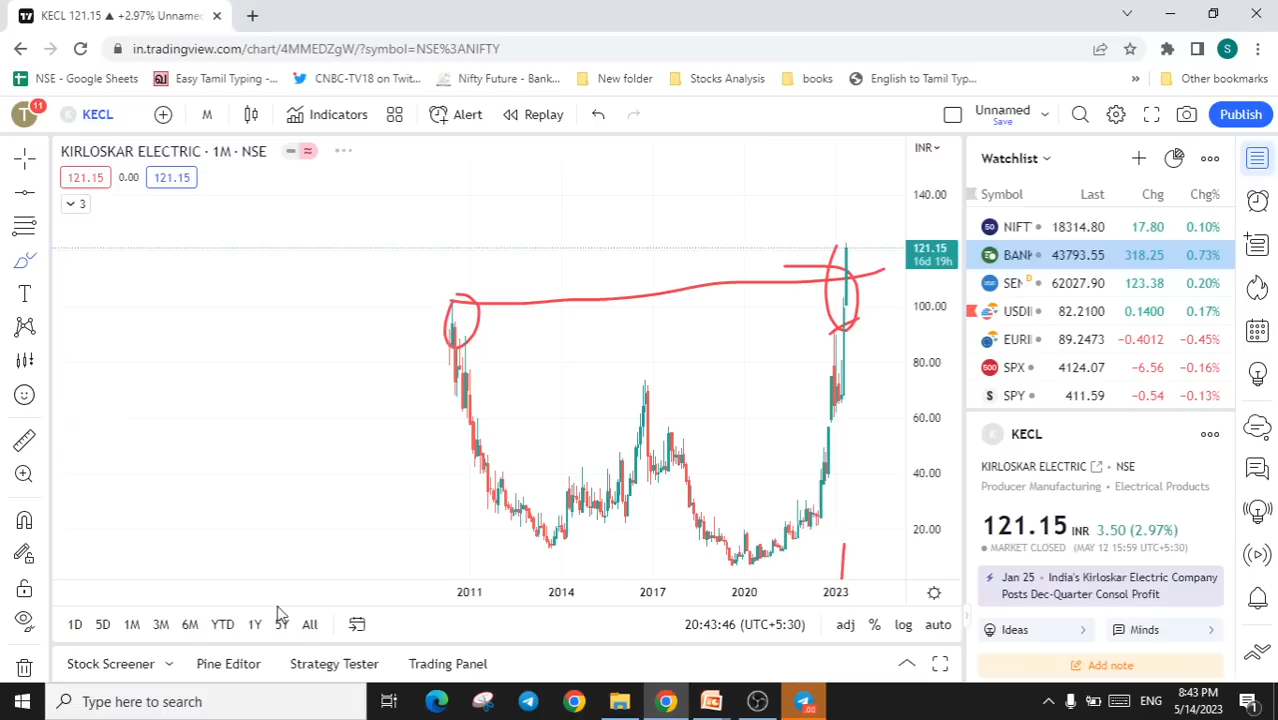 KECL 121.15 ▲ +2.97% Unnamed
in.tradingview.com/chart/4MMEDZgW/?symbol=NSE%3ANIFTY
S
NSE - Google Sheets
Easy Tamil Typing -...
CNBC-TV18 on Twit...
Nifty Future - Bank...
New folder
Stocks Analysis
books
English to Tamil Typ...
»
Other bookmarks
T
11
K
KECL
M
Indicators
Alert
Replay
Unnamed
Save
Publish
KIRLOSKAR ELECTRIC · 1M · NSE
121.15 0.00 121.15
3
INR
140.00
121.15
16d 19h
100.00
80.00
60.00
40.00
20.00
2011 2014 2017 2020 2023
1D 5D 1M 3M 6M YTD 1Y All
20:43:46 (UTC+5:30)
adj % log auto
Stock Screener
Pine Editor
Strategy Tester
Trading Panel
Watchlist
Symbol Last Chg Chg%
50 NIFT 18314.80 17.80 0.10%
BANK 43793.55 318.25 0.73%
SEN D 62027.90 123.38 0.20%
USDI 82.2100 0.1400 0.17%
EURI 89.2473 −0.4012 −0.45%
500 SPX 4124.07 −6.56 −0.16%
$ SPY 411.59 −0.54 −0.13%
K KECL
KIRLOSKAR ELECTRIC • NSE
Producer Manufacturing • Electrical Products
121.15 INR 3.50 (2.97%)
MARKET CLOSED (MAY 12 15:59 UTC+5:30)
Jan 25 · India's Kirloskar Electric Company
Posts Dec-Quarter Consol Profit
Ideas
Minds
Add note
Type here to search
ENG
8:43 PM
5/14/2023
1